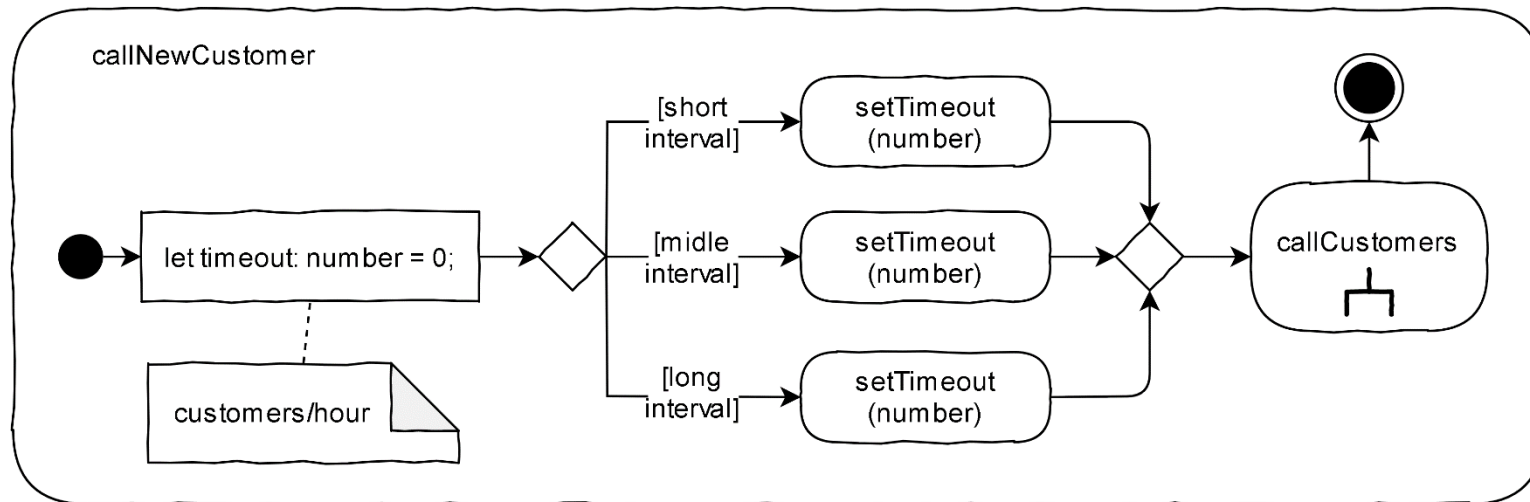 callNewCustomer
[short
interval]
setTimeout
(number)
let timeout: number = 0;
[midle
interval]
setTimeout
(number)
callCustomers
customers/hour
[long
interval]
setTimeout
(number)